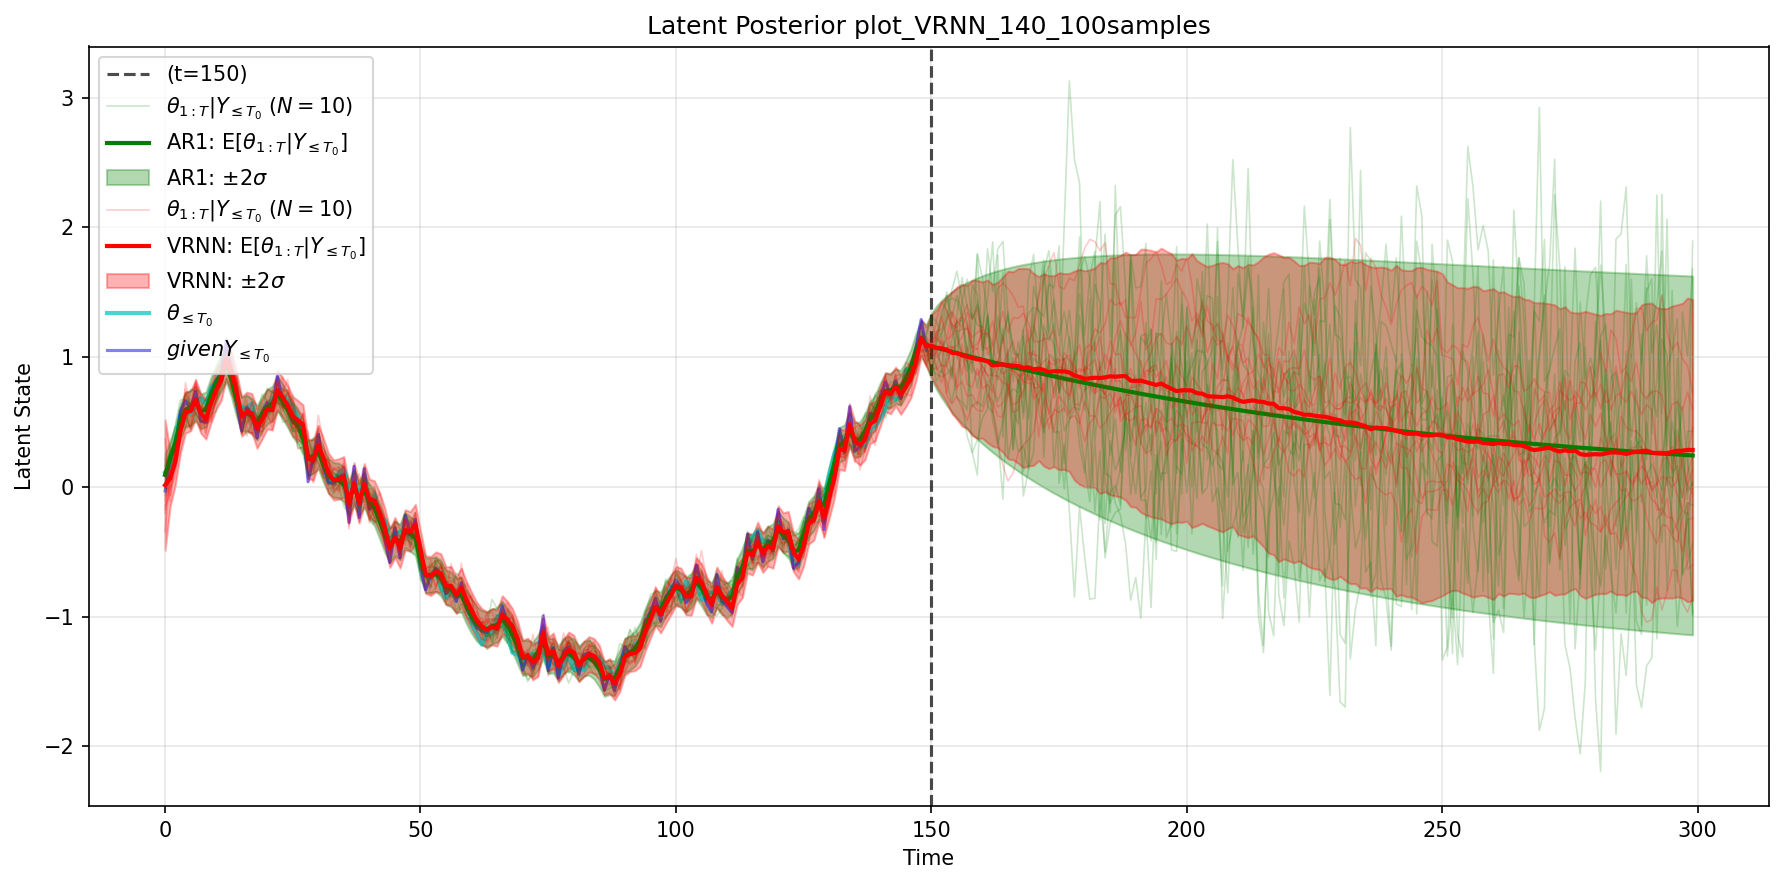 Latent Posterior plot_VRNN_140_100samples
(t=150)
θ₁:T|Y≤T₀ (N = 10)
AR1: E[θ₁:T|Y≤T₀]
AR1: ±2σ
θ₁:T|Y≤T₀ (N = 10)
VRNN: E[θ₁:T|Y≤T₀]
VRNN: ±2σ
θ≤T₀
givenY≤T₀
Latent State
3
2
1
0
−1
−2
0 50 100 150 200 250 300
Time